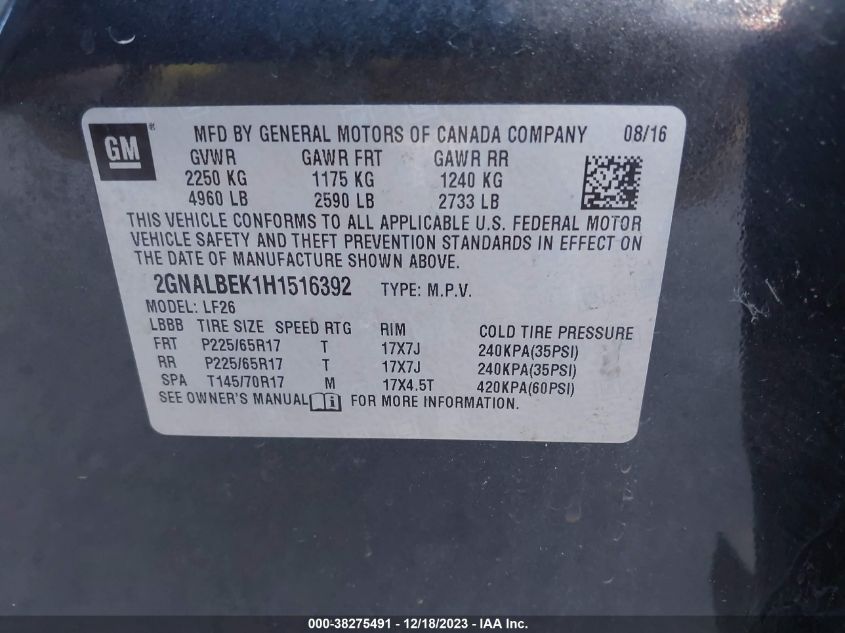 GM
MFD BY GENERAL MOTORS OF CANADA COMPANY 08/16
GVWR GAWR FRT GAWR RR
2250 KG 1175 KG 1240 KG
4960 LB 2590 LB 2733 LB
THIS VEHICLE CONFORMS TO ALL APPLICABLE U.S. FEDERAL MOTOR
VEHICLE SAFETY AND THEFT PREVENTION STANDARDS IN EFFECT ON
THE DATE OF MANUFACTURE SHOWN ABOVE.
2GNALBEK1H1516392 TYPE: M.P.V.
MODEL: LF26
LBBB TIRE SIZE SPEED RTG RIM COLD TIRE PRESSURE
FRT P225/65R17 T 17X7J 240KPA(35PSI)
RR P225/65R17 T 17X7J 240KPA(35PSI)
SPA T145/70R17 M 17X4.5T 420KPA(60PSI)
SEE OWNER'S MANUAL FOR MORE INFORMATION.
000-38275491 - 12/18/2023 - IAA Inc.